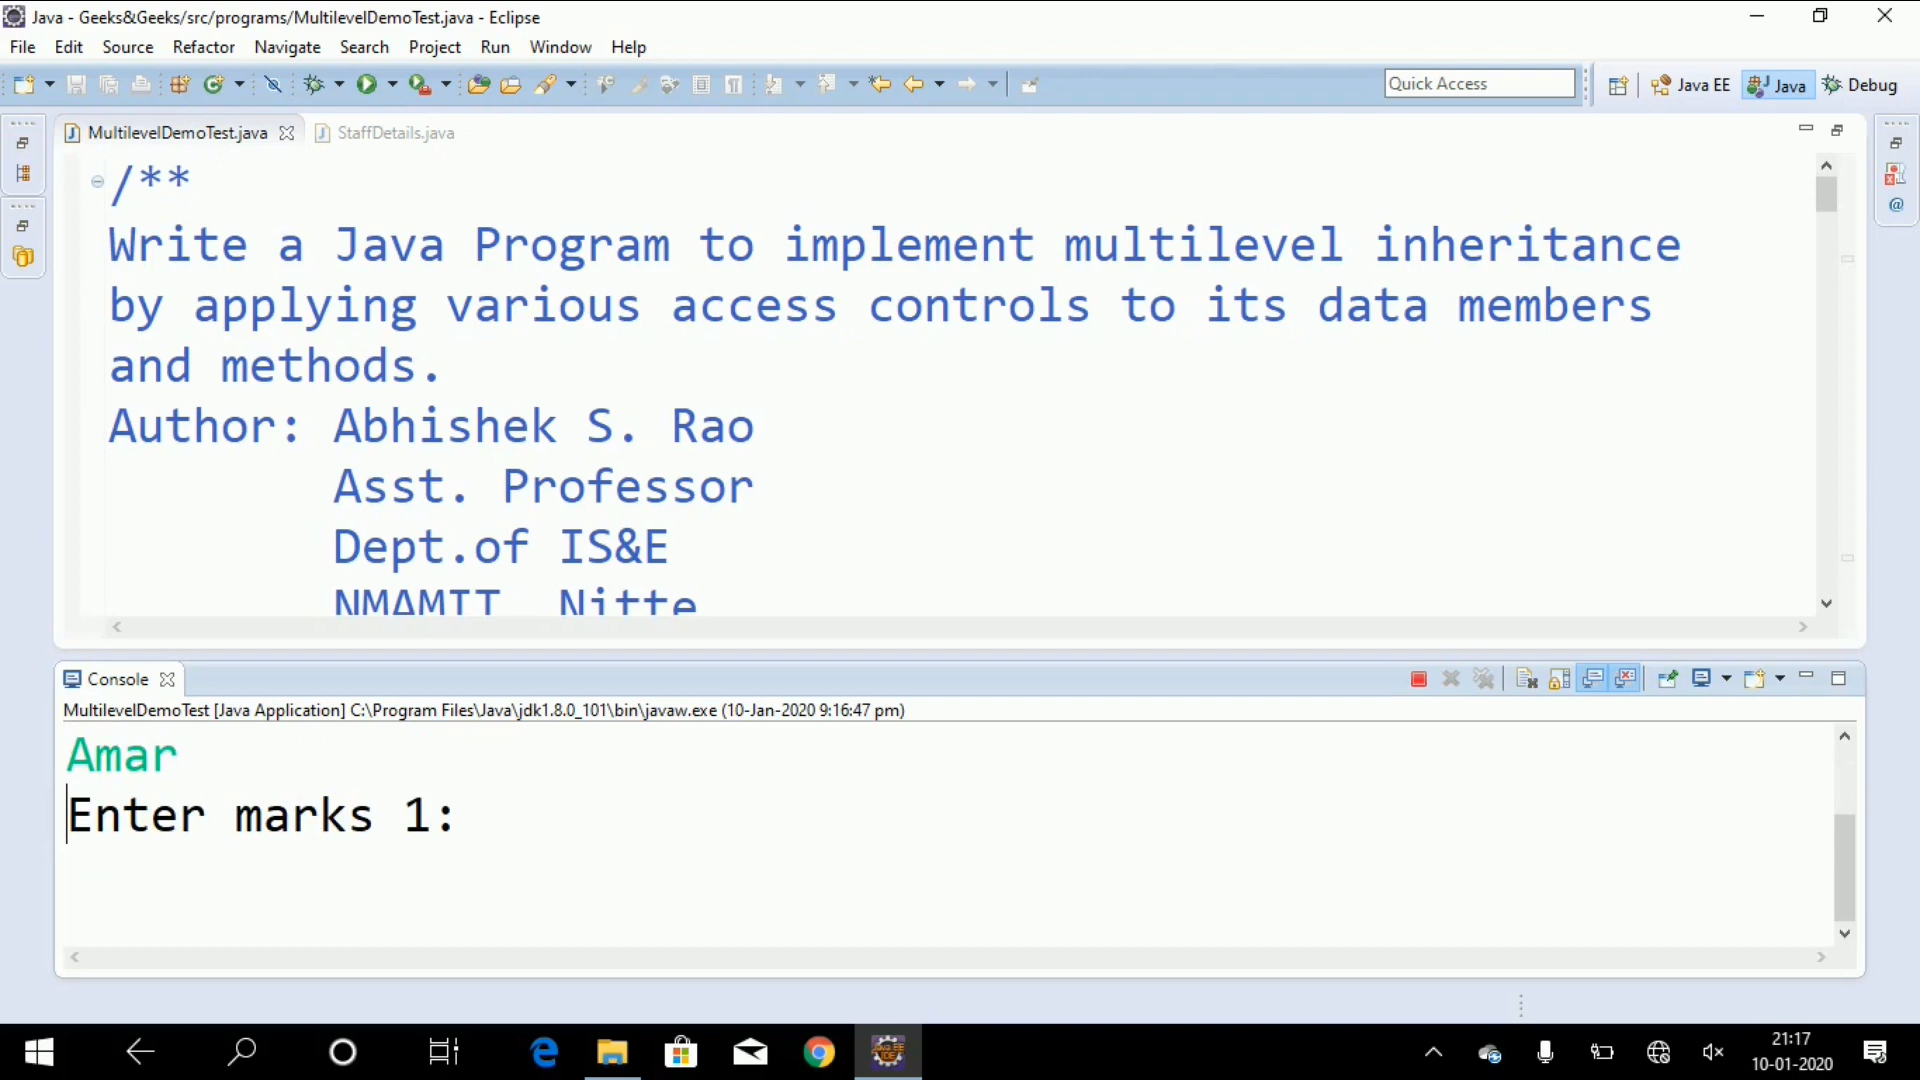 Java - Geeks&Geeks/src/programs/MultilevelDemoTest.java - Eclipse
File Edit Source Refactor Navigate Search Project Run Window Help
Quick Access Java EE Java Debug
MultilevelDemoTest.java StaffDetails.java
/**
Write a Java Program to implement multilevel inheritance
by applying various access controls to its data members
and methods.
Author: Abhishek S. Rao
Asst. Professor
Dept.of IS&E
NMAMIT Nitte
Console
MultilevelDemoTest [Java Application] C:\Program Files\Java\jdk1.8.0_101\bin\javaw.exe (10-Jan-2020 9:16:47 pm)
Amar
Enter marks 1:
21:17
10-01-2020